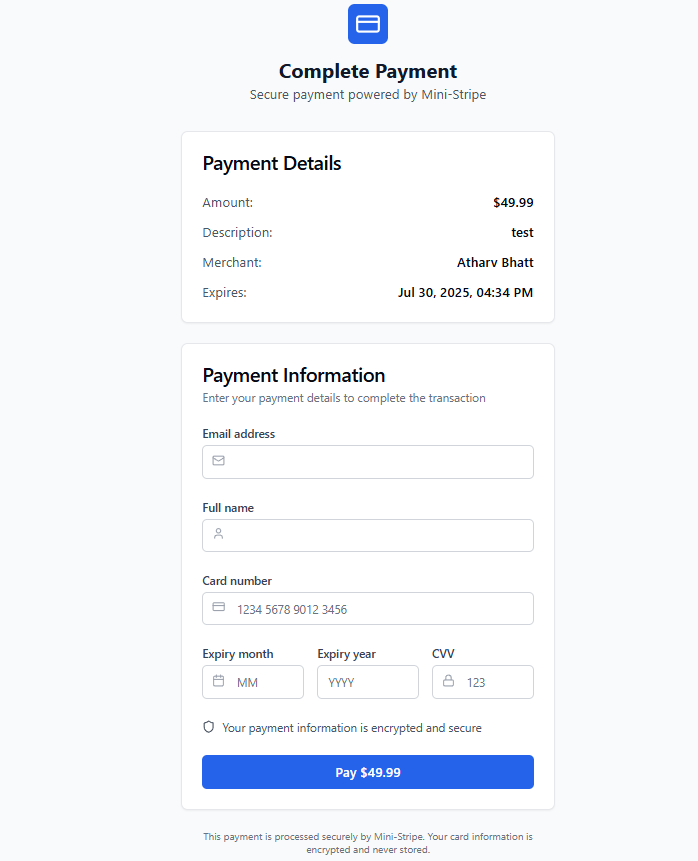 Complete Payment
Secure payment powered by Mini-Stripe
Payment Details
Amount: $49.99
Description: test
Merchant: Atharv Bhatt
Expires: Jul 30, 2025, 04:34 PM
Payment Information
Enter your payment details to complete the transaction
Email address
Full name
Card number
1234 5678 9012 3456
Expiry month Expiry year CVV
MM YYYY 123
Your payment information is encrypted and secure
Pay $49.99
This payment is processed securely by Mini-Stripe. Your card information is
encrypted and never stored.